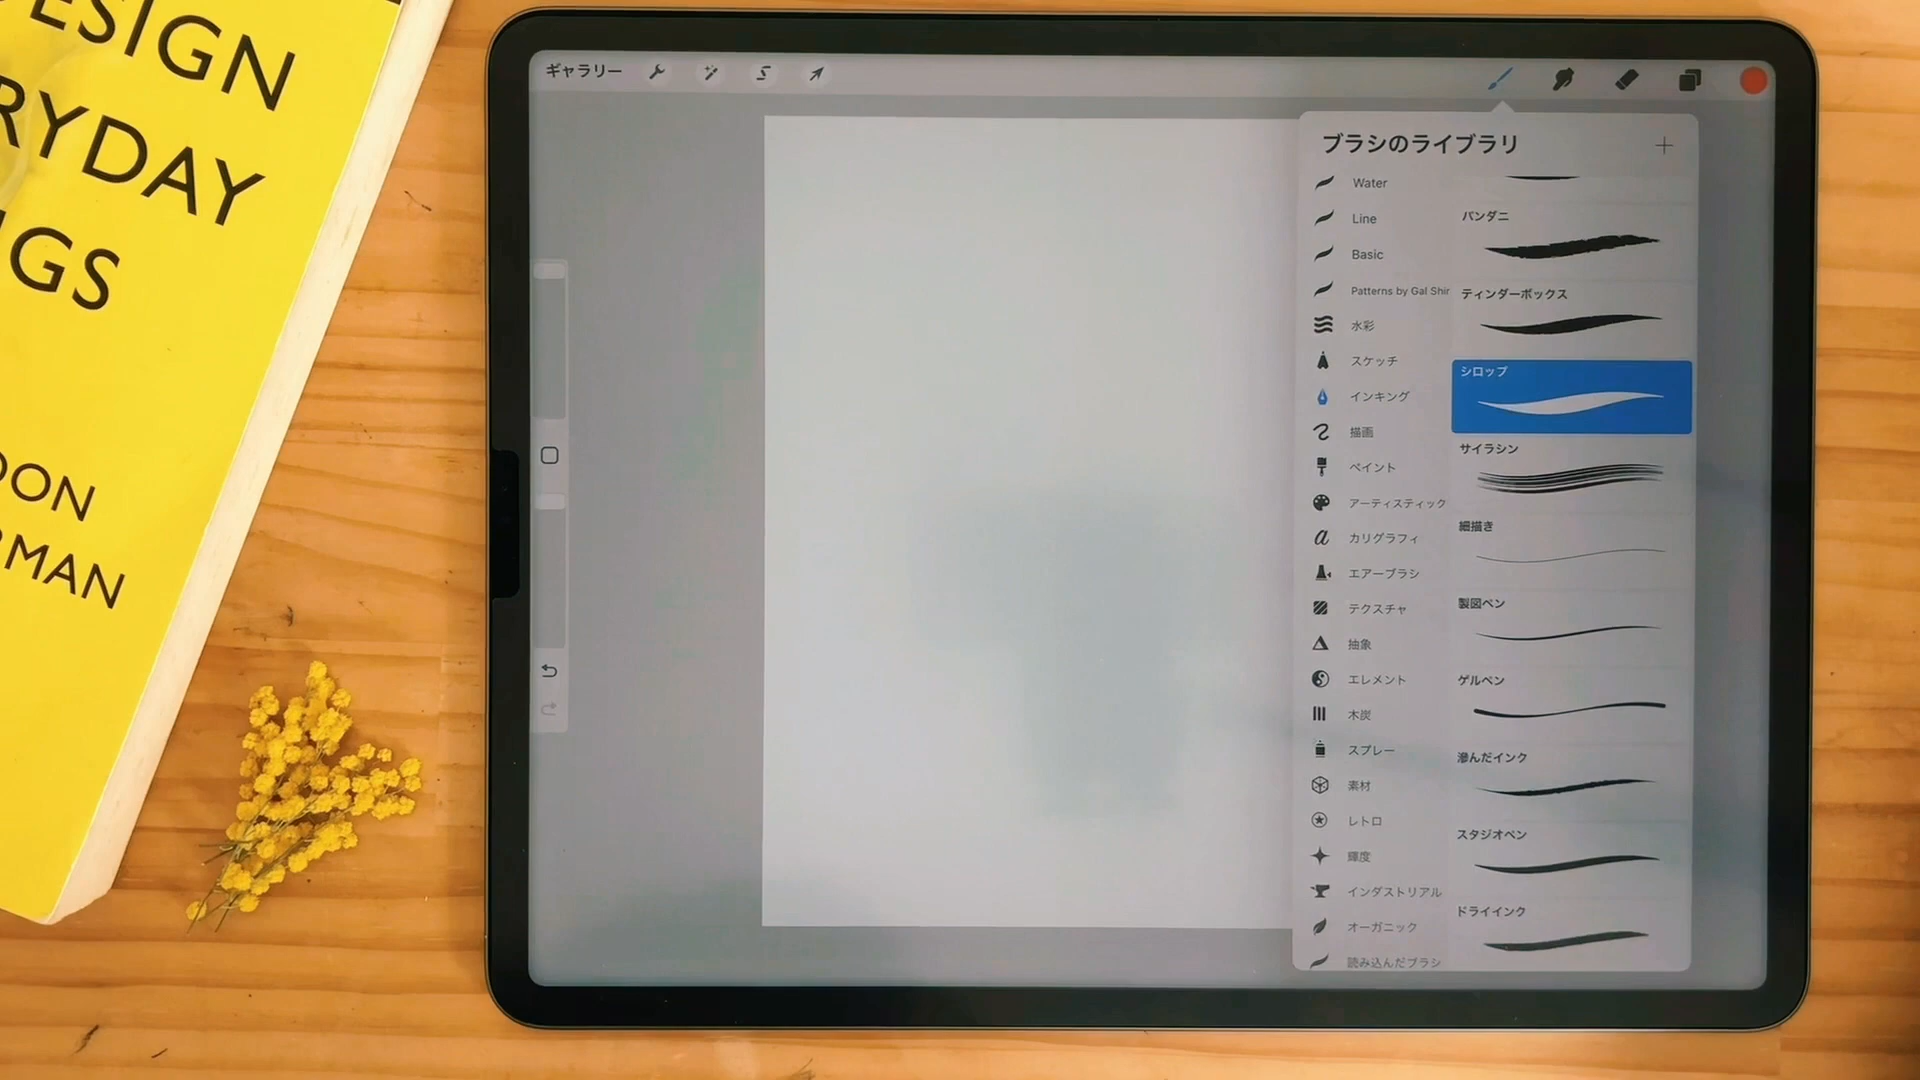 ESIGN
RYDAY
GS
DON
RMAN
ギャラリー
ブラシのライブラリ
Water
Line
Basic
Patterns by Gal Shir
水彩
スケッチ
インキング
描画
ペイント
アーティスティック
カリグラフィ
エアーブラシ
テクスチャ
抽象
エレメント
木炭
スプレー
素材
レトロ
輝度
インダストリアル
オーガニック
読み込んだブラシ
バンダニ
ティンダーボックス
シロップ
サイラシン
細描き
製図ペン
ゲルペン
滲んだインク
スタジオペン
ドライインク